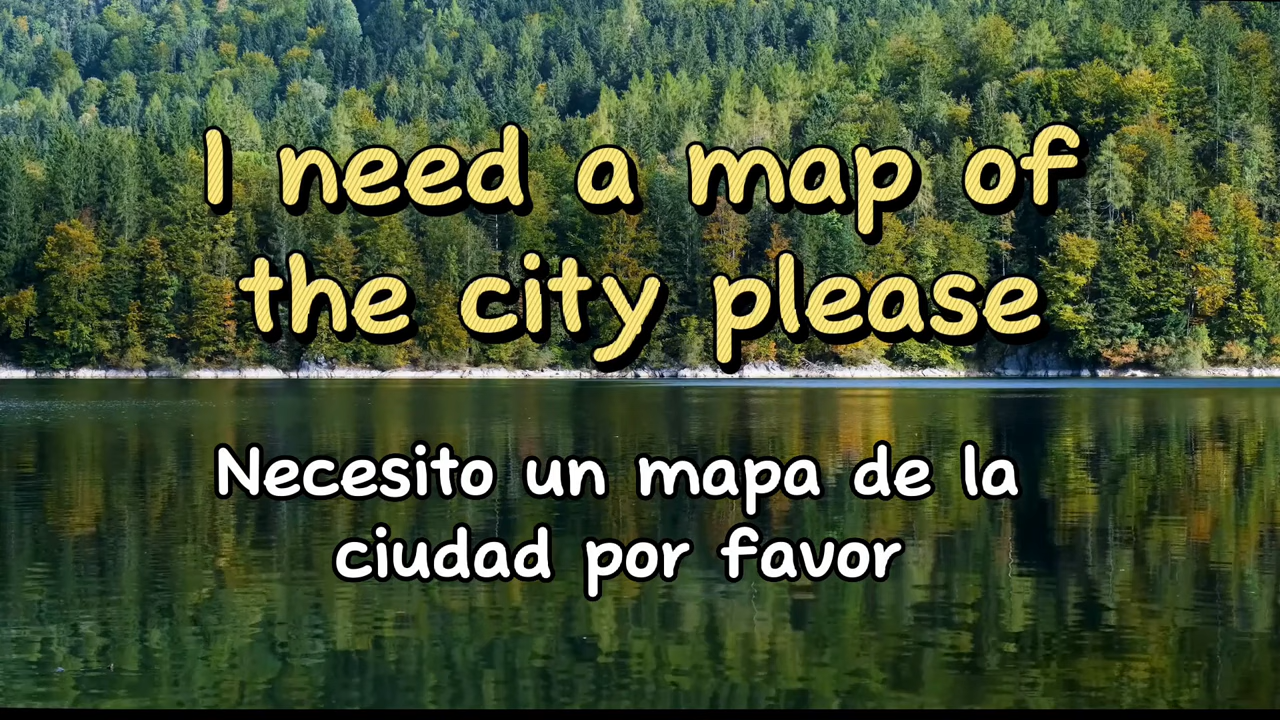 I need a map of
the city please
Necesito un mapa de la
ciudad por favor